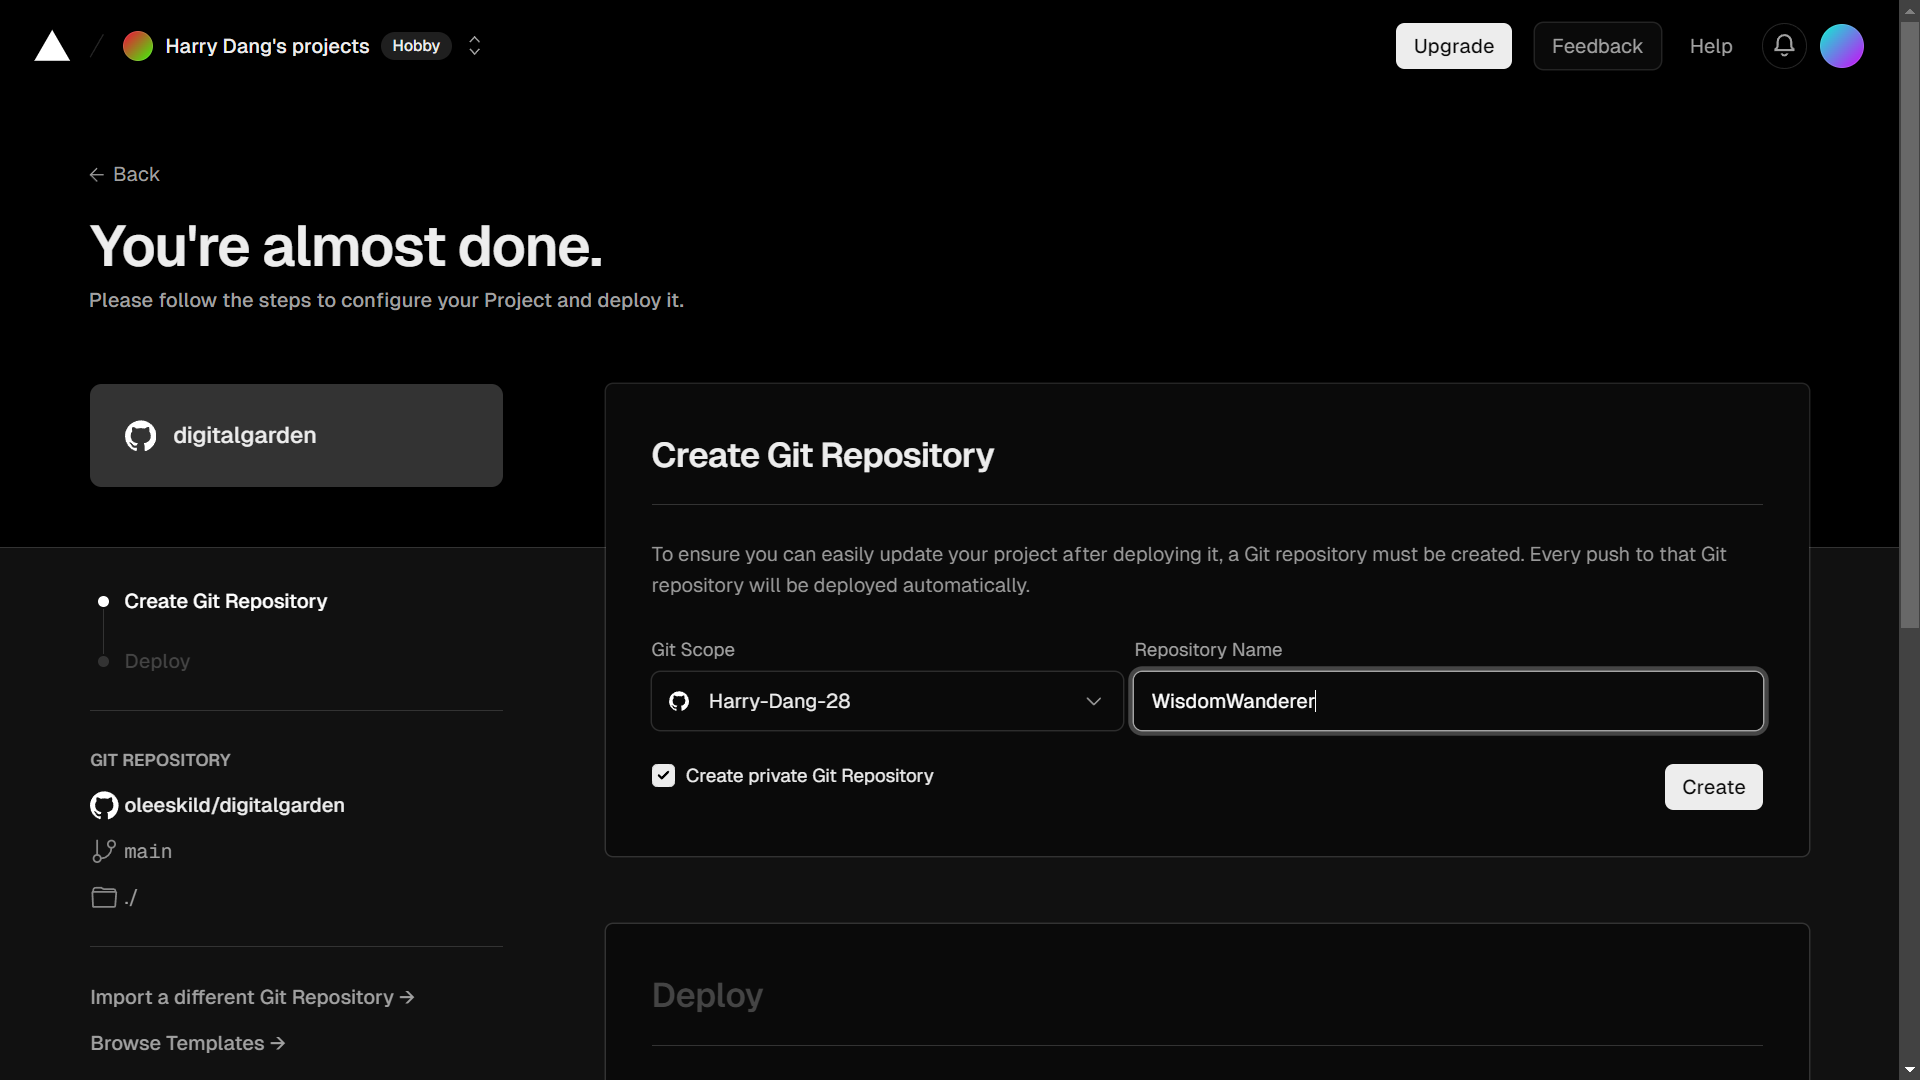 Harry Dang's projects Hobby
Upgrade Feedback Help
Back
You're almost done.
Please follow the steps to configure your Project and deploy it.
digitalgarden
Create Git Repository
Deploy
GIT REPOSITORY
oleeskild/digitalgarden
main
./
Import a different Git Repository →
Browse Templates →
Create Git Repository
To ensure you can easily update your project after deploying it, a Git repository must be created. Every push to that Git
repository will be deployed automatically.
Git Scope
Harry-Dang-28
Repository Name
WisdomWanderer
Create private Git Repository
Create
Deploy